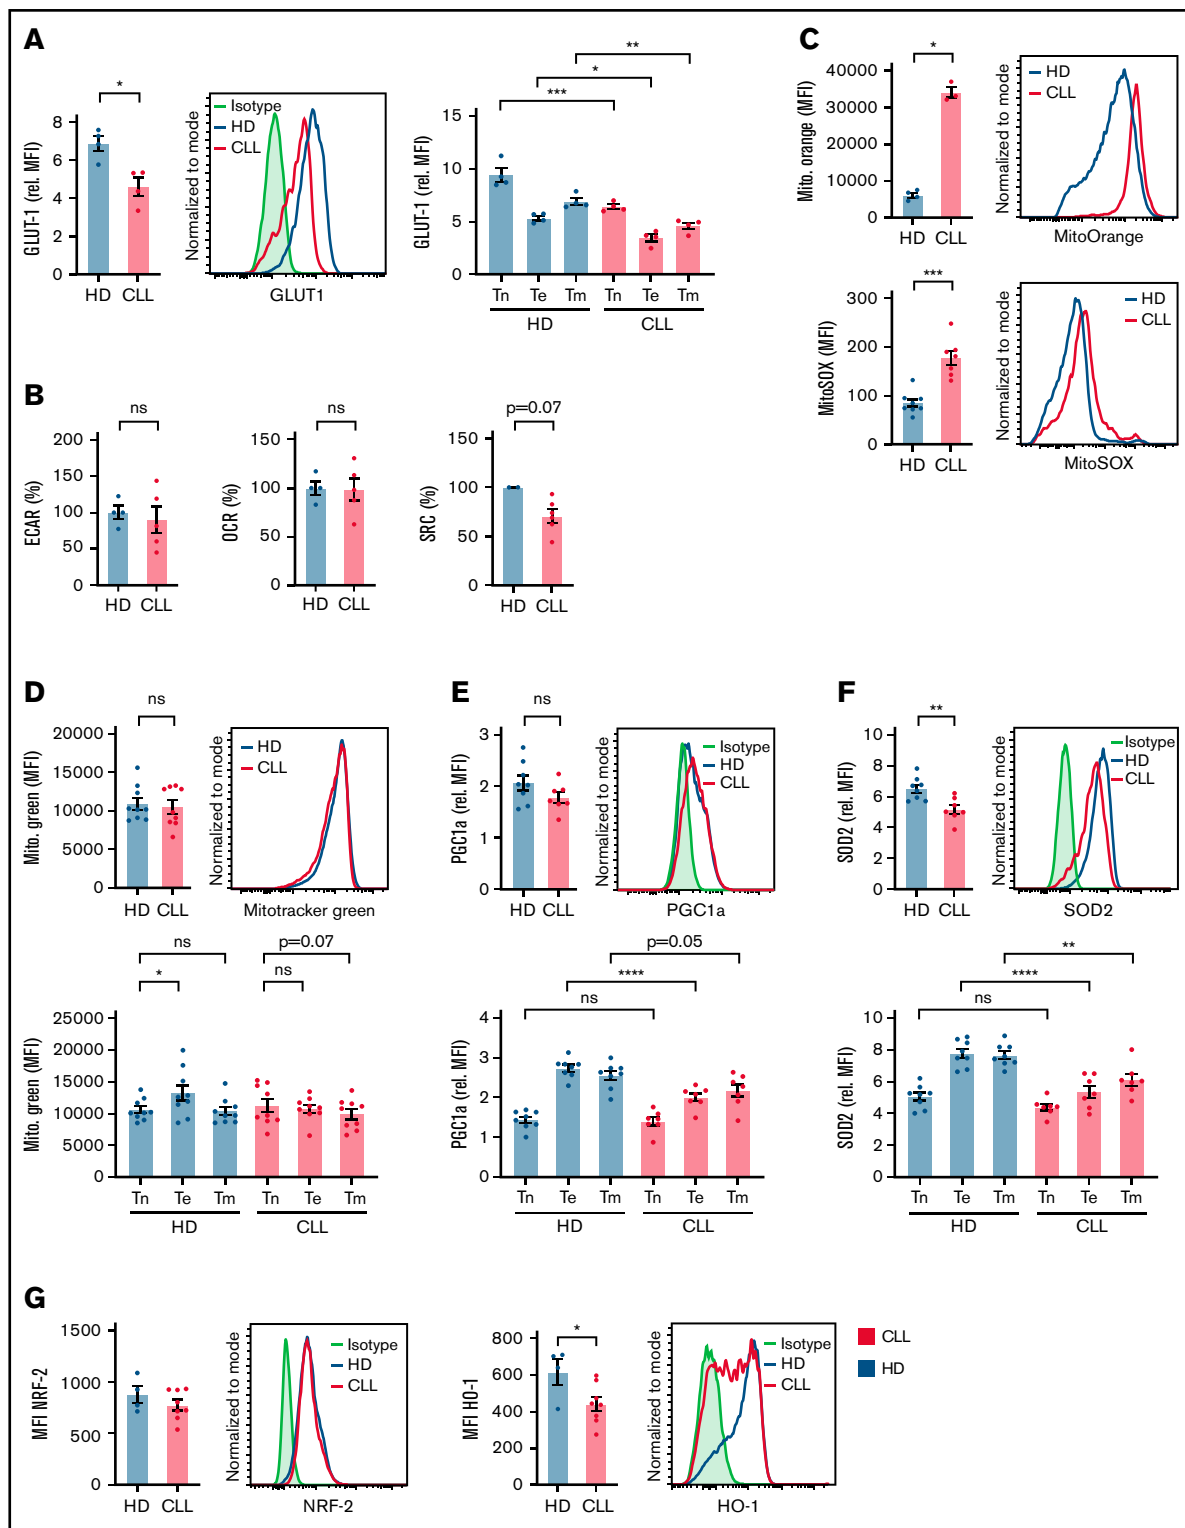 A
*
GLUT-1 (rel. MFI)
8
6
4
2
0
HD CLL
Normalized to mode
Isotype
HD
CLL
GLUT1
**
*
***
GLUT-1 (rel. MFI)
15
10
5
0
Tn Te Tm Tn Te Tm
HD CLL
B
ns
ECAR (%)
200
150
100
50
0
HD CLL
ns
OCR (%)
150
100
50
0
HD CLL
p=0.07
SRC (%)
150
100
50
0
HD CLL
C
*
Mito. orange (MFI)
40000
30000
20000
10000
0
HD CLL
Normalized to mode
HD
CLL
MitoOrange
***
MitoSOX (MFI)
300
200
100
0
HD CLL
Normalized to mode
HD
CLL
MitoSOX
D
ns
Mito. green (MFI)
20000
15000
10000
5000
0
HD CLL
Normalized to mode
HD
CLL
Mitotracker green
ns
*
p=0.07
ns
Mito. green (MFI)
25000
20000
15000
10000
5000
0
Tn Te Tm Tn Te Tm
HD CLL
E
ns
PGC1a (rel. MFI)
3
2
1
0
HD CLL
Normalized to mode
Isotype
HD
CLL
PGC1a
p=0.05
****
ns
PGC1a (rel. MFI)
4
3
2
1
0
Tn Te Tm Tn Te Tm
HD CLL
F
**
SOD2 (rel. MFI)
10
8
6
4
2
0
HD CLL
Normalized to mode
Isotype
HD
CLL
SOD2
**
****
ns
SOD2 (rel. MFI)
10
8
6
4
2
0
Tn Te Tm Tn Te Tm
HD CLL
G
MFI NRF-2
1500
1000
500
0
HD CLL
Normalized to mode
Isotype
HD
CLL
NRF-2
*
MFI HO-1
800
600
400
200
0
HD CLL
Normalized to mode
Isotype
HD
CLL
HO-1
CLL
HD